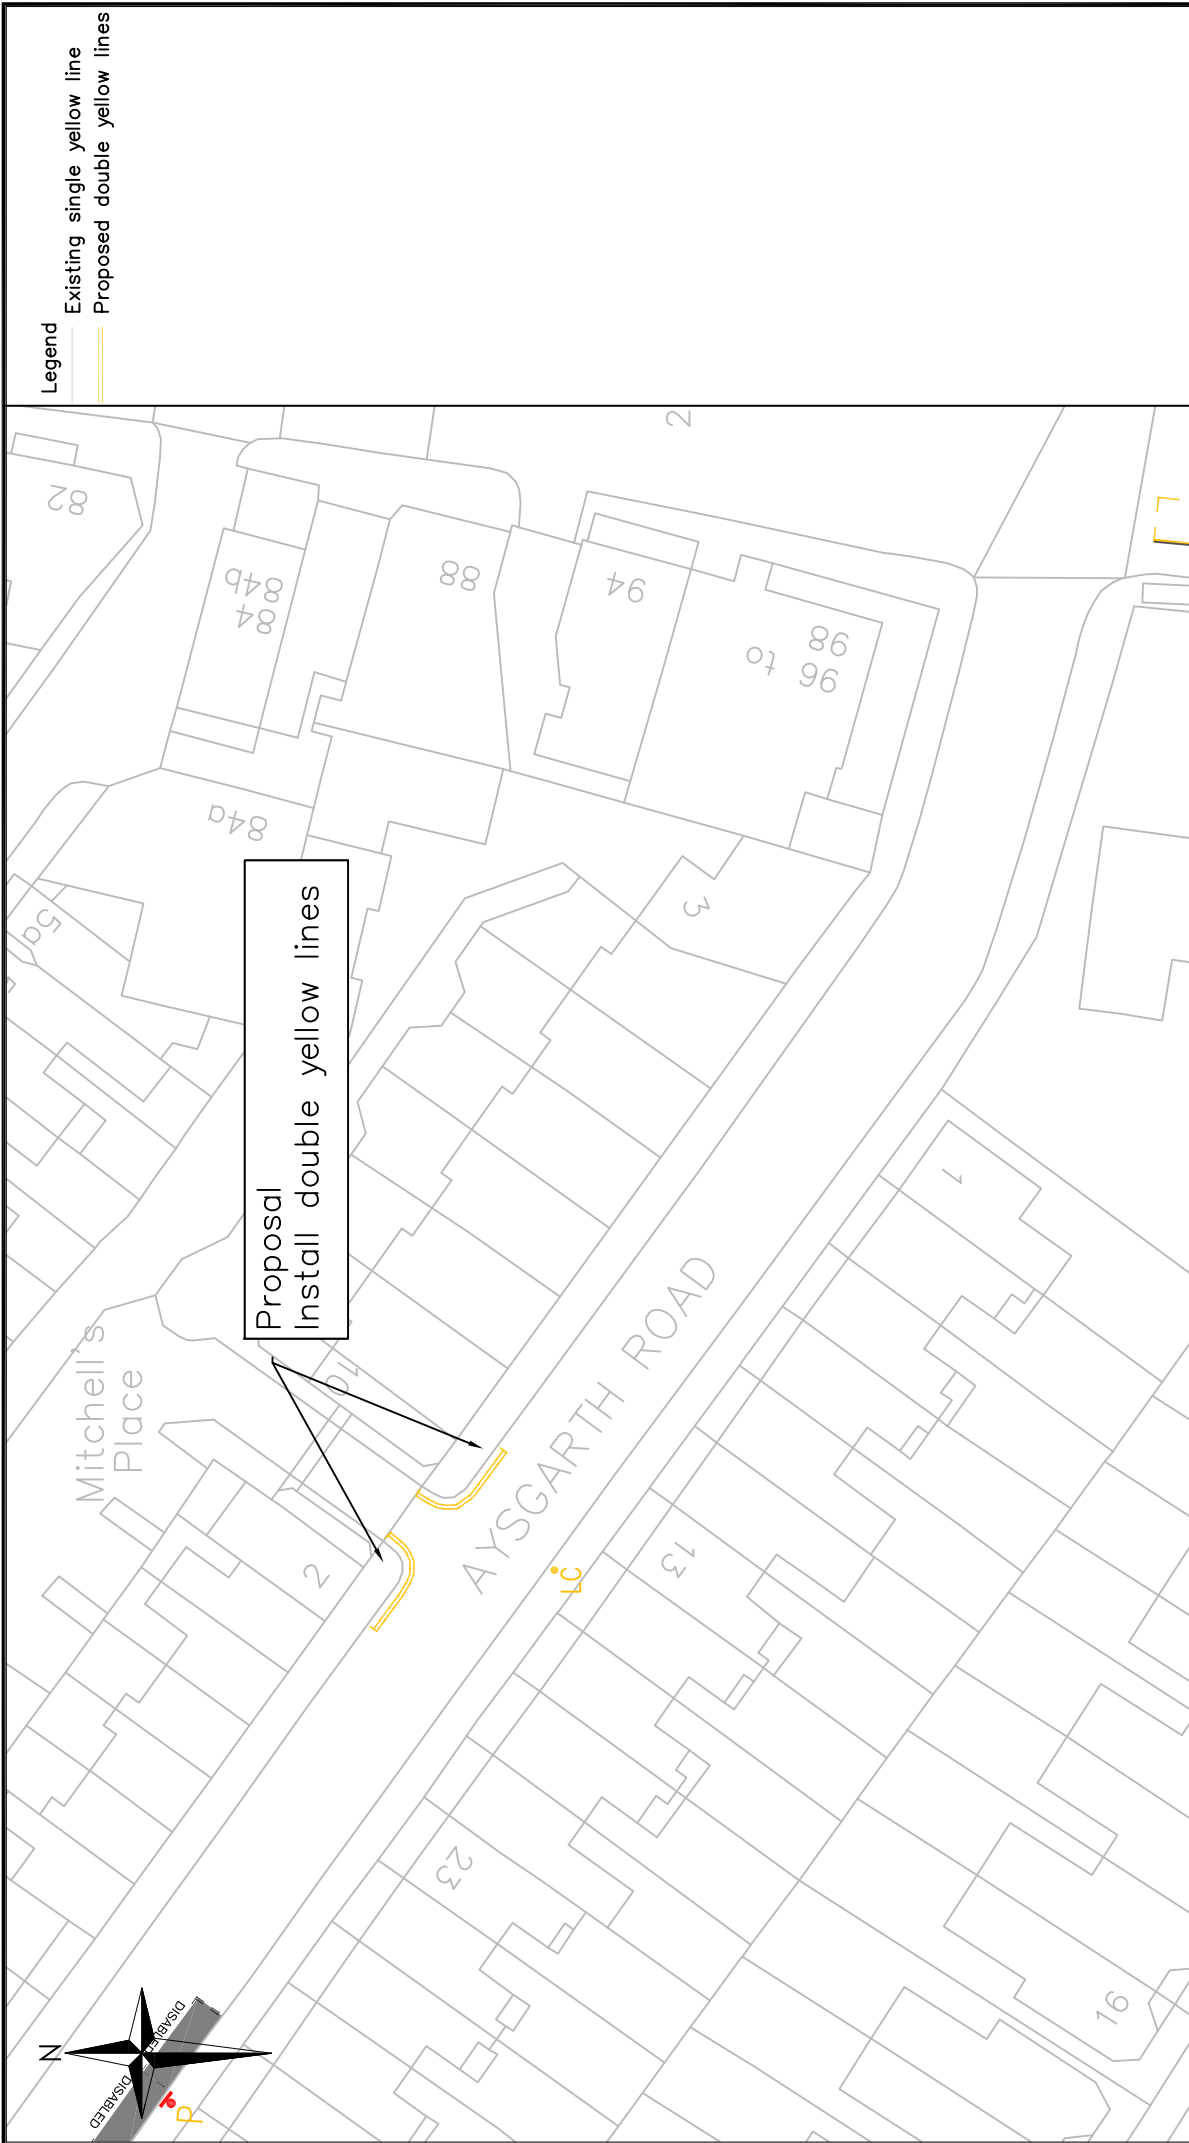 Legend
Existing single yellow line
Proposed double yellow lines
82
84b
84
88
94
96 to
98
2
84a
5a
3
Proposal
Install double yellow lines
Mitchell's
Place
10
2
AYSGARTH ROAD
1
LC
13
23
16
N
DISABLED
DISABLED